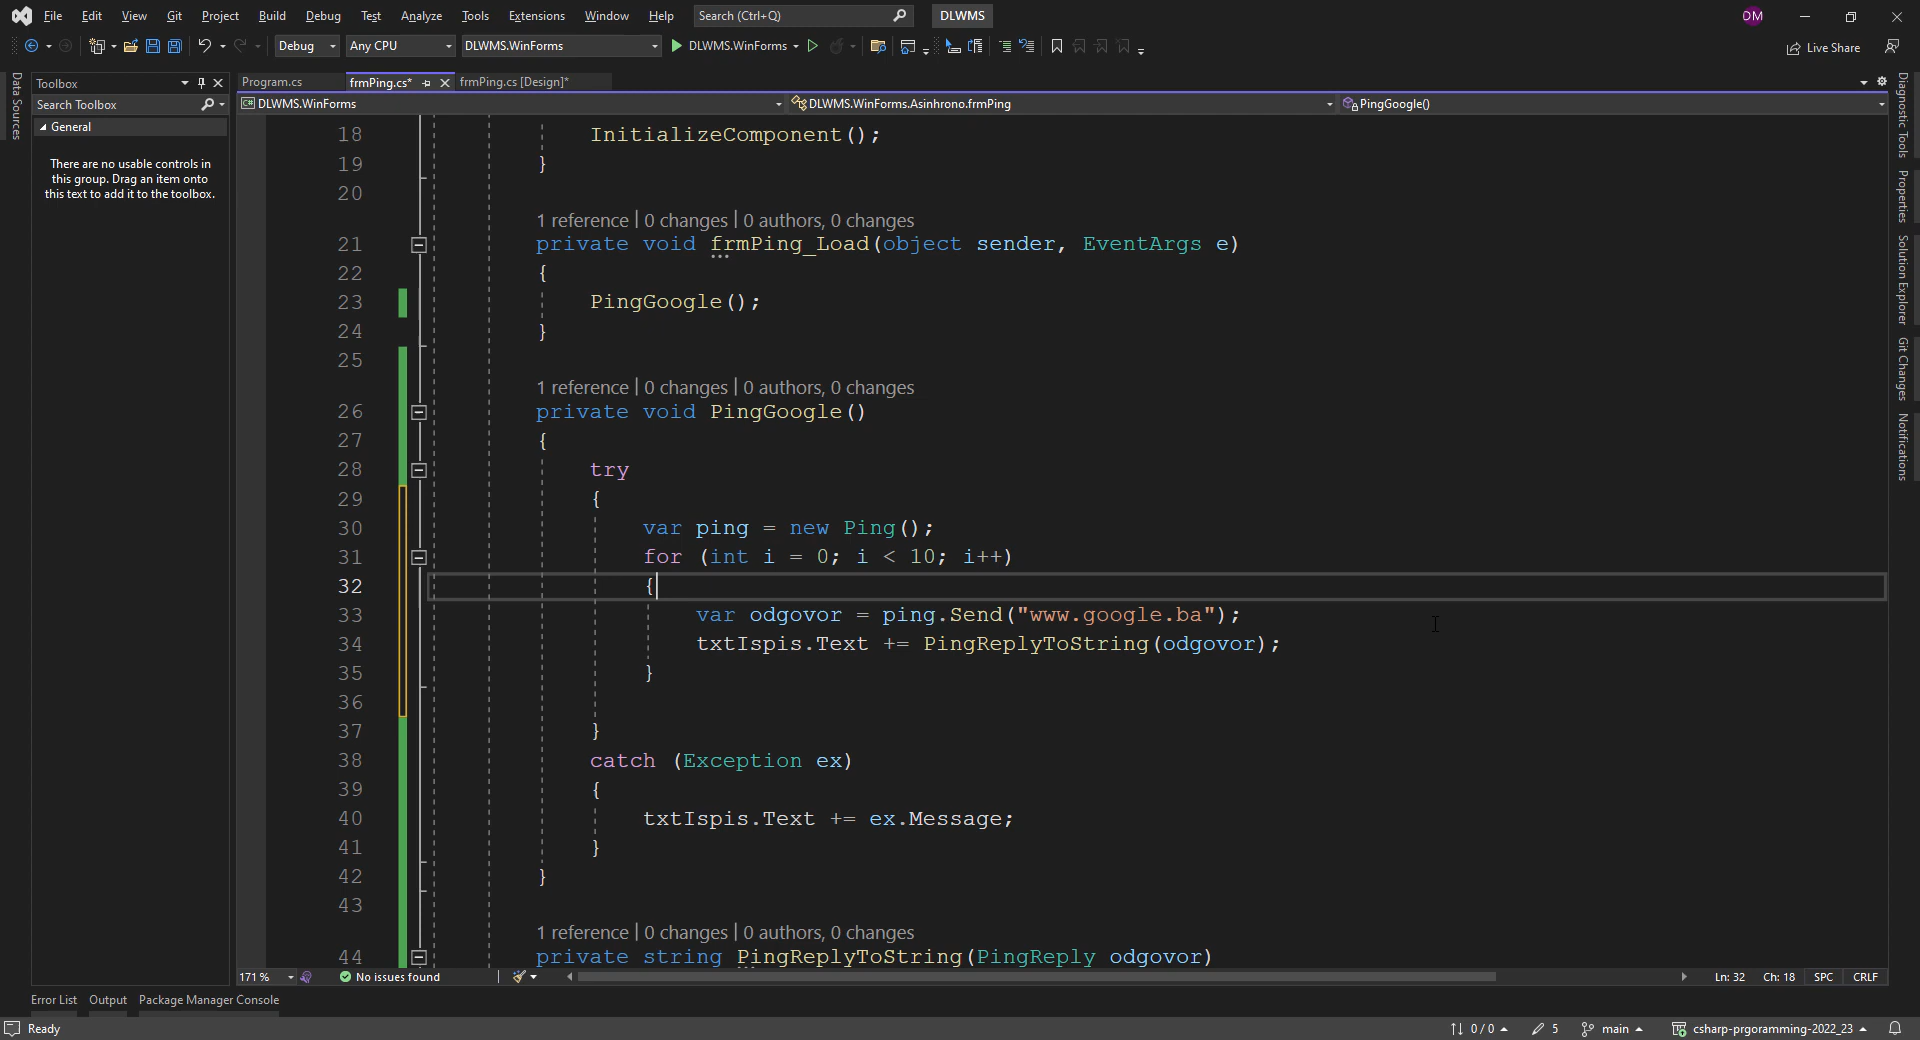 File Edit View Git Project Build Debug Test Analyze Tools Extensions Window Help Search (Ctrl+Q) DLWMS DM
Debug Any CPU DLWMS.WinForms DLWMS.WinForms Live Share
Data Sources
Toolbox
Search Toolbox
General
There are no usable controls in
this group. Drag an item onto
this text to add it to the toolbox.
Program.cs frmPing.cs* frmPing.cs [Design]*
C# DLWMS.WinForms DLWMS.WinForms.Asinhrono.frmPing PingGoogle()
18 InitializeComponent();
19 }
20
1 reference | 0 changes | 0 authors, 0 changes
21 private void frmPing_Load(object sender, EventArgs e)
22 {
23 PingGoogle();
24 }
25
1 reference | 0 changes | 0 authors, 0 changes
26 private void PingGoogle()
27 {
28 try
29 {
30 var ping = new Ping();
31 for (int i = 0; i < 10; i++)
32 {
33 var odgovor = ping.Send("www.google.ba");
34 txtIspis.Text += PingReplyToString(odgovor);
35 }
36
37 }
38 catch (Exception ex)
39 {
40 txtIspis.Text += ex.Message;
41 }
42 }
43
1 reference | 0 changes | 0 authors, 0 changes
44 private string PingReplyToString(PingReply odgovor)
171 % No issues found Ln: 32 Ch: 18 SPC CRLF
Diagnostic Tools
Properties
Solution Explorer
Git Changes
Notifications
Error List Output Package Manager Console
Ready 0 / 0 5 main csharp-prgoramming-2022_23